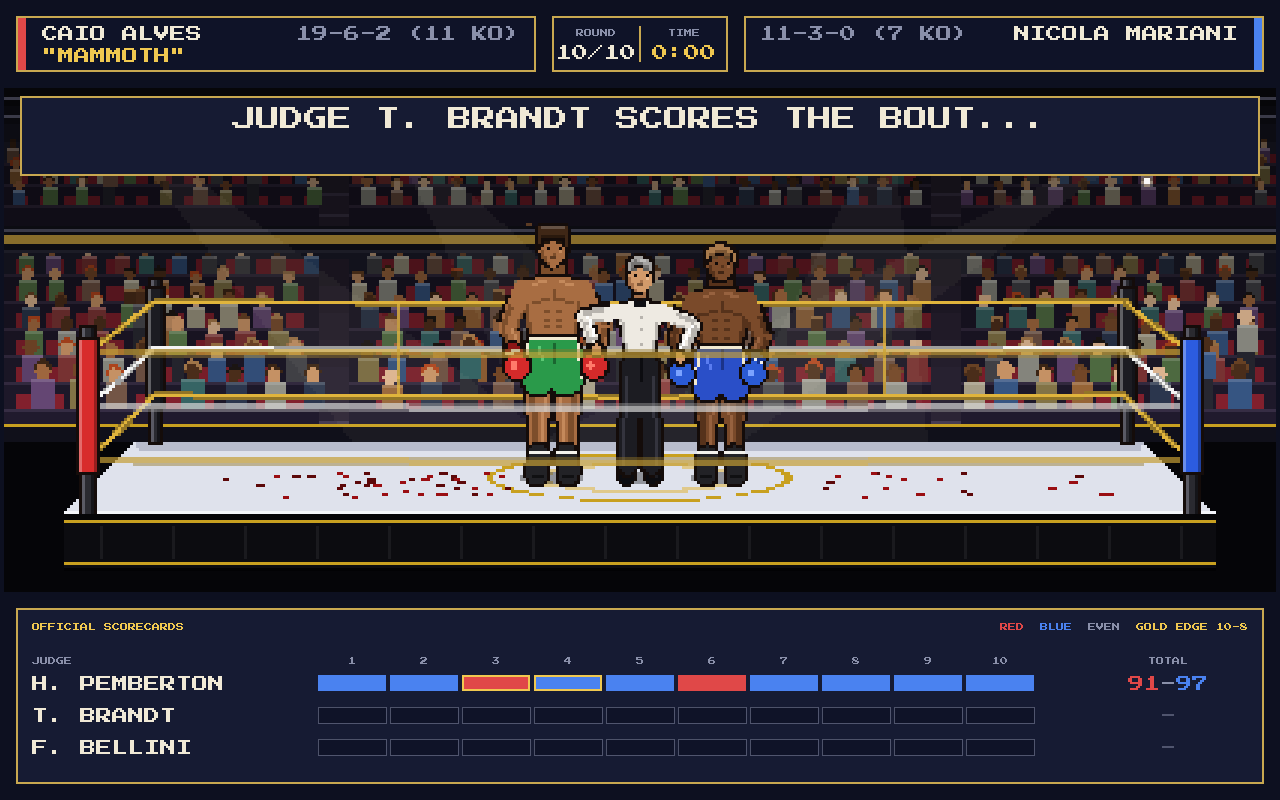 CAIO ALVES 19-6-2 (11 KO)
"MAMMOTH"
ROUND TIME
10/10 0:00
11-3-0 (7 KO) NICOLA MARIANI
JUDGE T. BRANDT SCORES THE BOUT...
OFFICIAL SCORECARDS RED BLUE EVEN GOLD EDGE 10-8
JUDGE 1 2 3 4 5 6 7 8 9 10 TOTAL
H. PEMBERTON 91-97
T. BRANDT -
F. BELLINI -